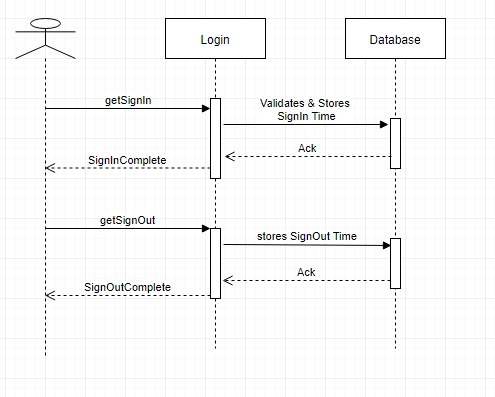 Login
Database
getSignIn
Validates & Stores
SignIn Time
Ack
SignInComplete
getSignOut
stores SignOut Time
Ack
SignOutComplete